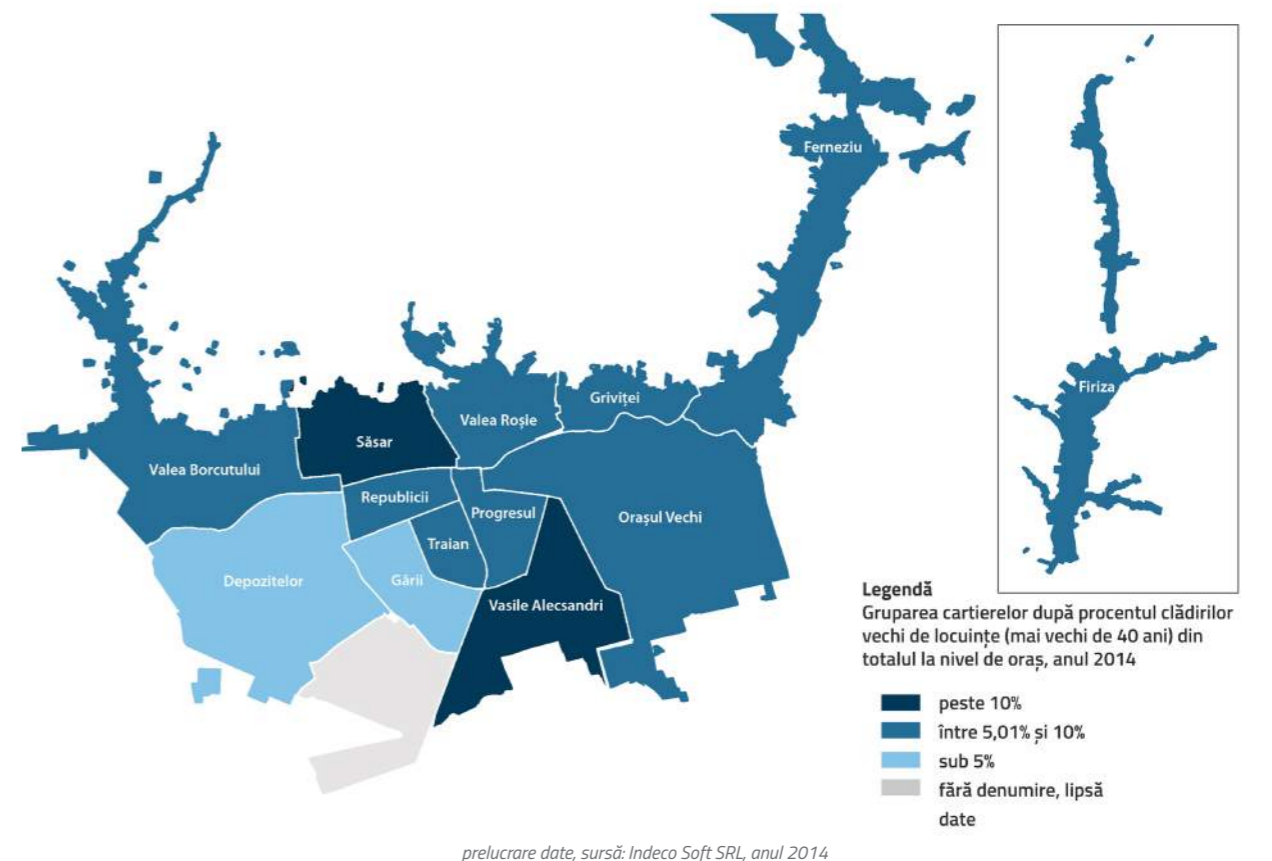 Ferneziu
Firiza
Griviței
Valea Roșie
Săsar
Valea Borcutului
Republicii
Progresul
Orașul Vechi
Traian
Depozitelor
Gării
Vasile Alecsandri
Legendă
Gruparea cartierelor după procentul clădirilor
vechi de locuințe (mai vechi de 40 ani) din
totalul la nivel de oraș, anul 2014
peste 10%
între 5,01% și 10%
sub 5%
fără denumire, lipsă
date
prelucrare date, sursă: Indeco Soft SRL, anul 2014